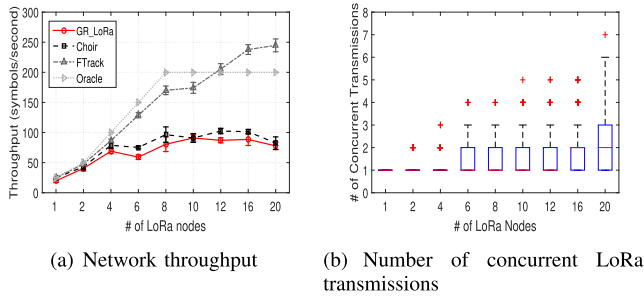 300
250
200
150
100
50
0
Throughput (symbols/second)
GR_LoRa
Choir
FTrack
Oracle
1 2 4 6 8 10 12 16 20
# of LoRa nodes
(a) Network throughput
8
7
6
5
4
3
2
1
0
# of Concurrent Transmissions
1 2 4 6 8 10 12 16 20
# of LoRa Nodes
(b) Number of concurrent LoRa
transmissions